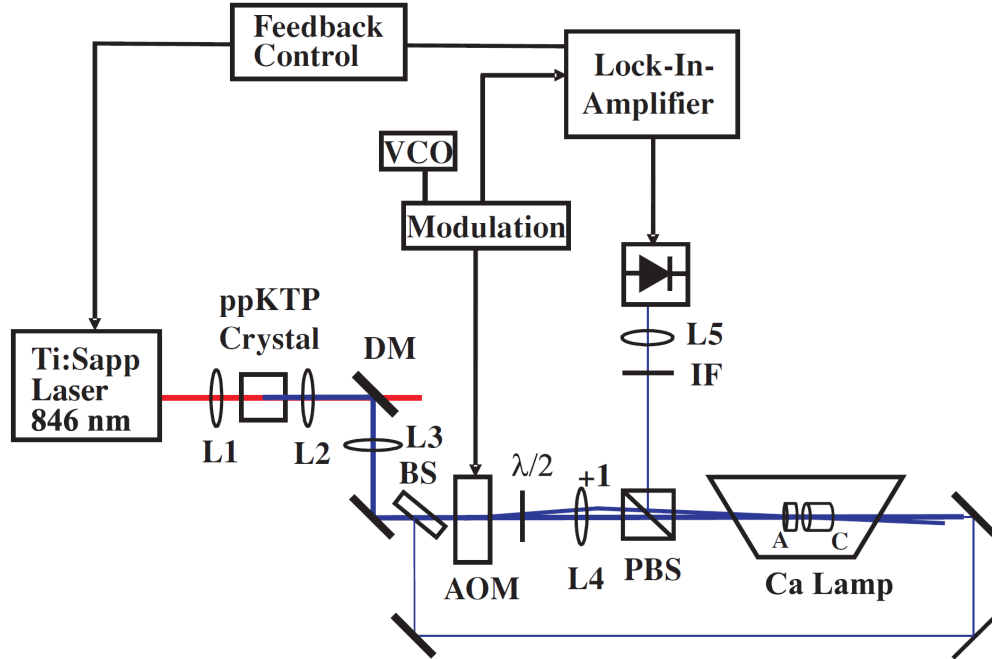 Feedback
Control
Lock-In-
Amplifier
VCO
Modulation
ppKTP
Crystal
DM
L5
IF
Ti:Sapp
Laser
846 nm
L1
L2
L3
BS
λ/2
+1
AOM
L4
PBS
A
C
Ca Lamp